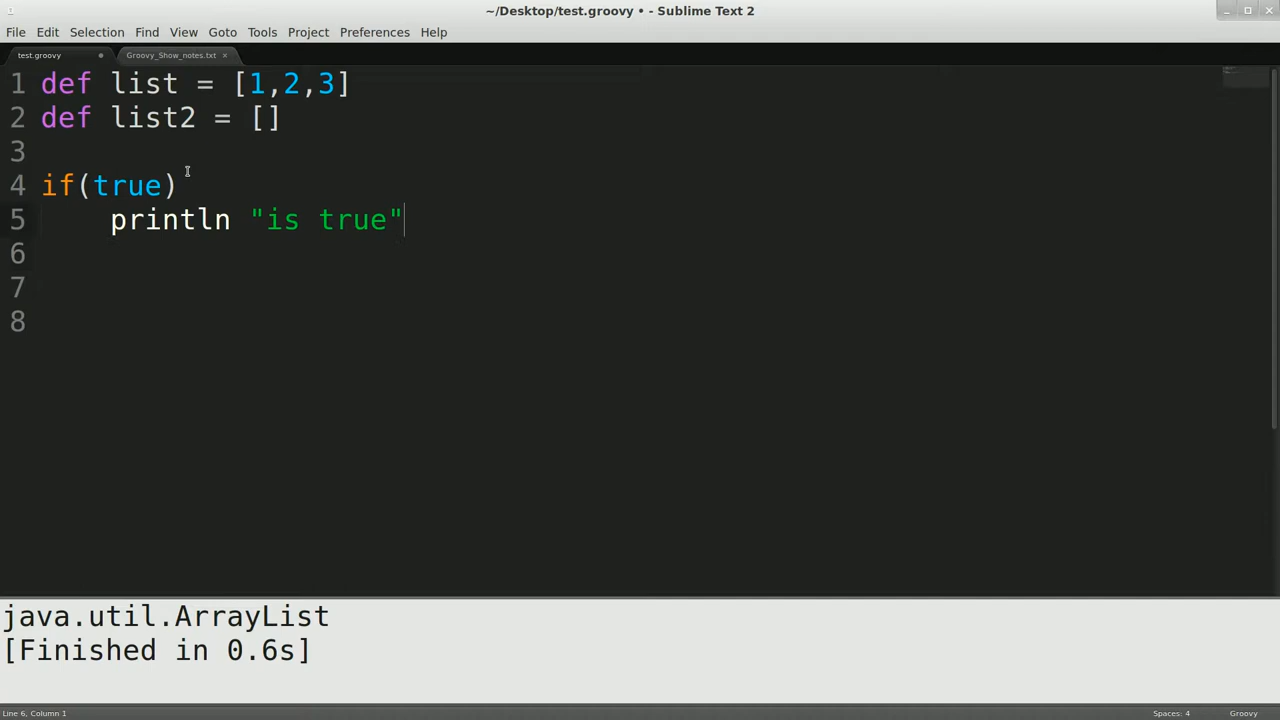 ~/Desktop/test.groovy • - Sublime Text 2
File Edit Selection Find View Goto Tools Project Preferences Help
test.groovy Groovy_Show_notes.txt ×
1 def list = [1,2,3]
2 def list2 = []
3
4 if(true)
5     println "is true"
6
7
8
java.util.ArrayList
[Finished in 0.6s]
Line 6, Column 1 Spaces: 4 Groovy